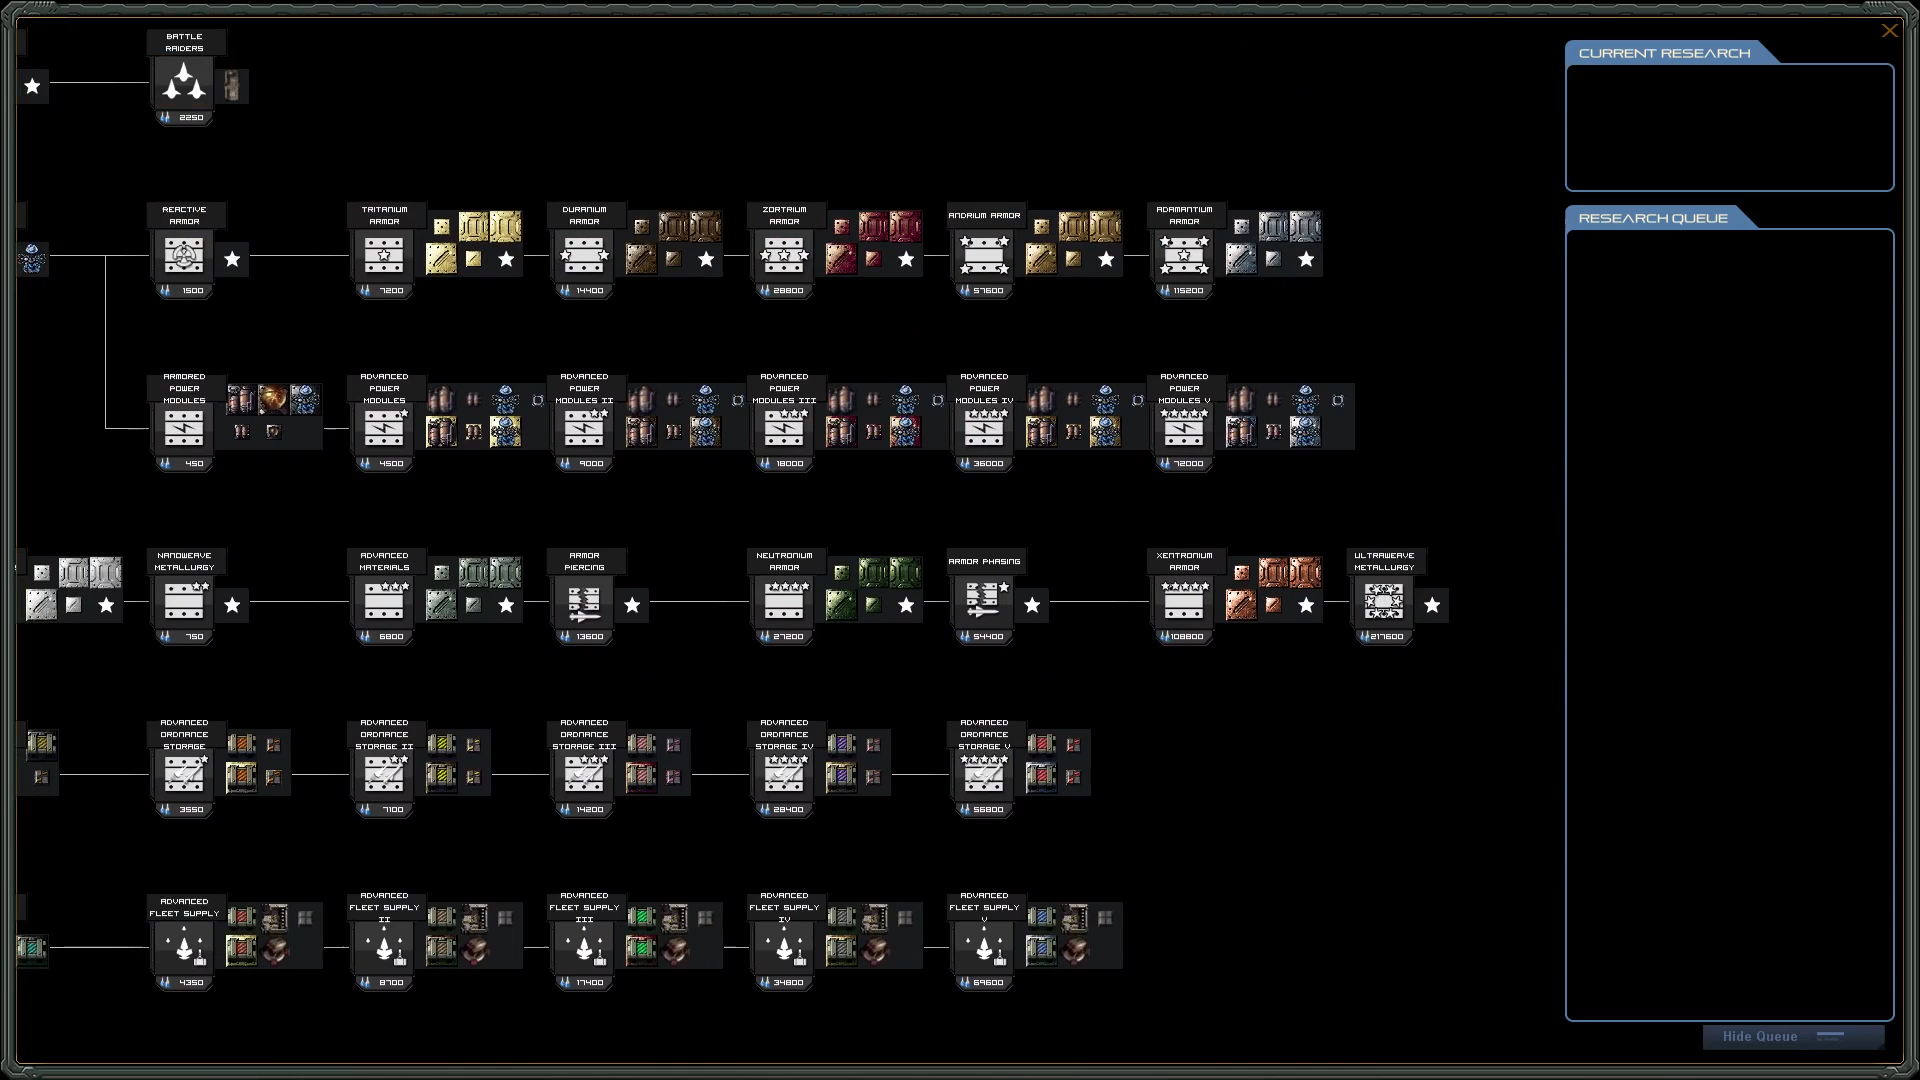 BATTLE
RAIDERS
2250
CURRENT RESEARCH
RESEARCH QUEUE
REACTIVE
ARMOR
1500
TRITANIUM
ARMOR
7200
DURANIUM
ARMOR
14400
ZORTRIUM
ARMOR
28800
ANDRIUM ARMOR
57600
ADAMANTIUM
ARMOR
115200
ARMORED
POWER
MODULES
450
ADVANCED
POWER
MODULES
4500
ADVANCED
POWER
MODULES II
9000
ADVANCED
POWER
MODULES III
18000
ADVANCED
POWER
MODULES IV
36000
ADVANCED
POWER
MODULES V
72000
NANOWEAVE
METALLURGY
750
ADVANCED
MATERIALS
6800
ARMOR
PIERCING
13600
NEUTRONIUM
ARMOR
27200
ARMOR PHASING
54400
XENTRONIUM
ARMOR
108800
ULTRAWEAVE
METALLURGY
217600
ADVANCED
ORDNANCE
STORAGE
3550
ADVANCED
ORDNANCE
STORAGE II
7100
ADVANCED
ORDNANCE
STORAGE III
14200
ADVANCED
ORDNANCE
STORAGE IV
28400
ADVANCED
ORDNANCE
STORAGE V
56800
ADVANCED
FLEET SUPPLY
4350
ADVANCED
FLEET SUPPLY
II
8700
ADVANCED
FLEET SUPPLY
III
17400
ADVANCED
FLEET SUPPLY
IV
34800
ADVANCED
FLEET SUPPLY
V
69600
Hide Queue